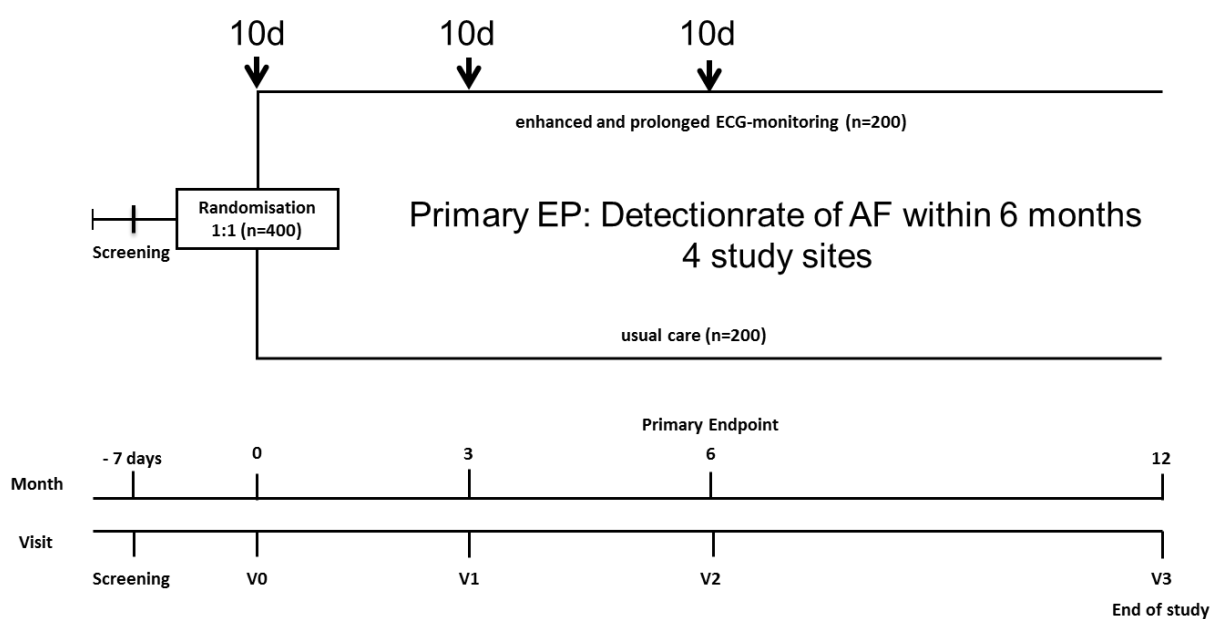 10d 10d 10d
enhanced and prolonged ECG-monitoring (n=200)
Randomisation
1:1 (n=400)
Screening
Primary EP: Detectionrate of AF within 6 months
4 study sites
usual care (n=200)
Primary Endpoint
- 7 days 0 3 6 12
Month
Visit
Screening V0 V1 V2 V3
End of study